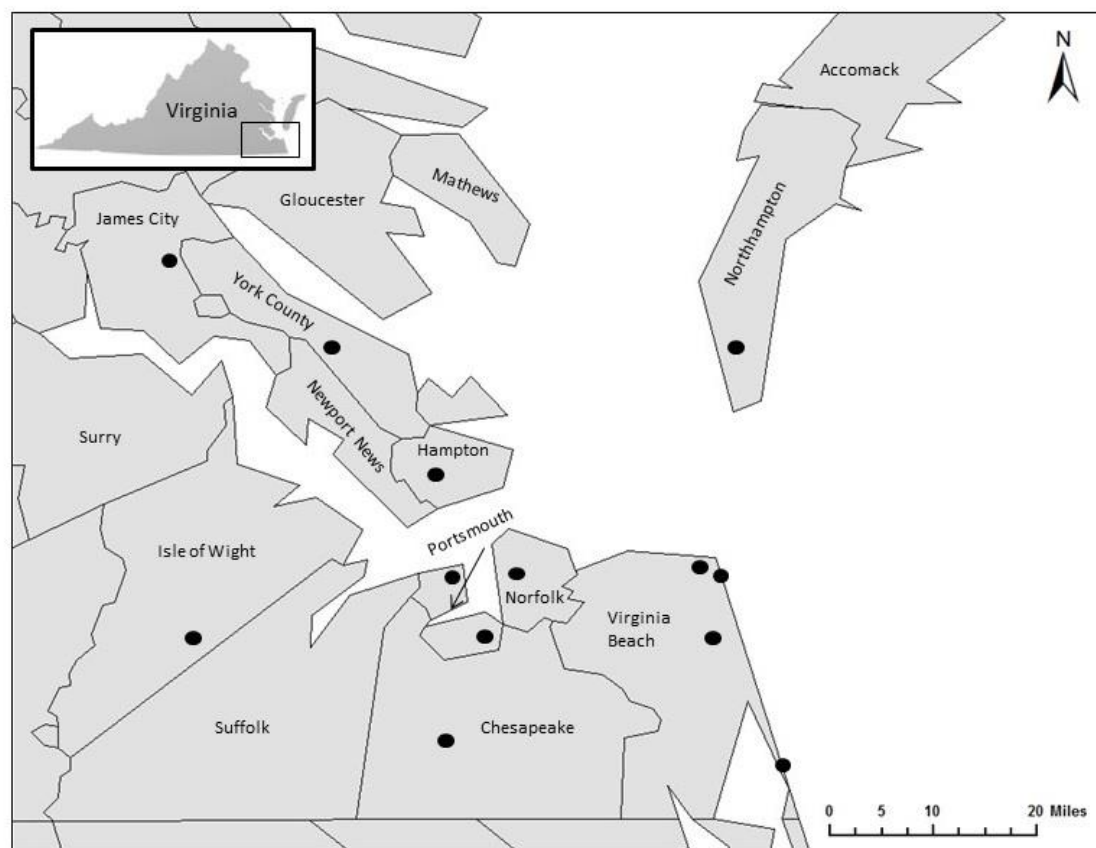 Virginia
N
Accomack
Mathews
Gloucester
James City
Northhampton
York County
Newport News
Surry
Hampton
Portsmouth
Isle of Wight
Norfolk
Virginia
Beach
Suffolk
Chesapeake
0 5 10 20 Miles